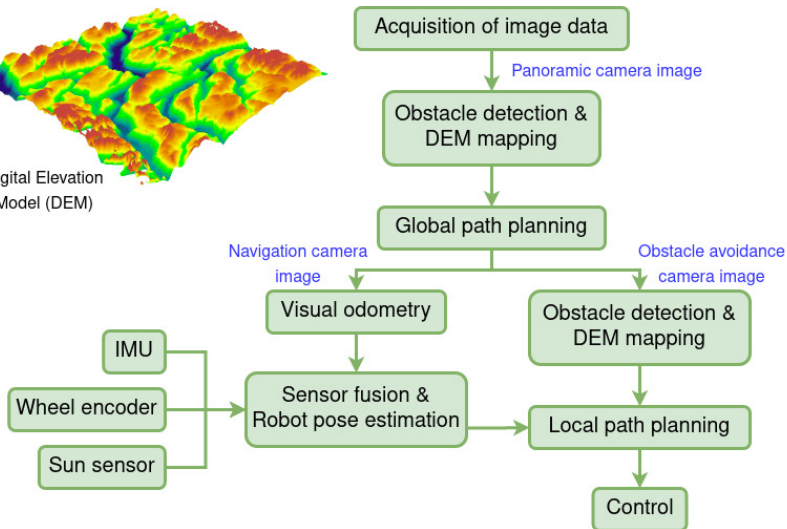 Acquisition of image data
Panoramic camera image
Obstacle detection &
DEM mapping
gital Elevation
Model (DEM)
Global path planning
Navigation camera
image
Obstacle avoidance
camera image
Visual odometry
Obstacle detection &
DEM mapping
IMU
Wheel encoder
Sun sensor
Sensor fusion &
Robot pose estimation
Local path planning
Control